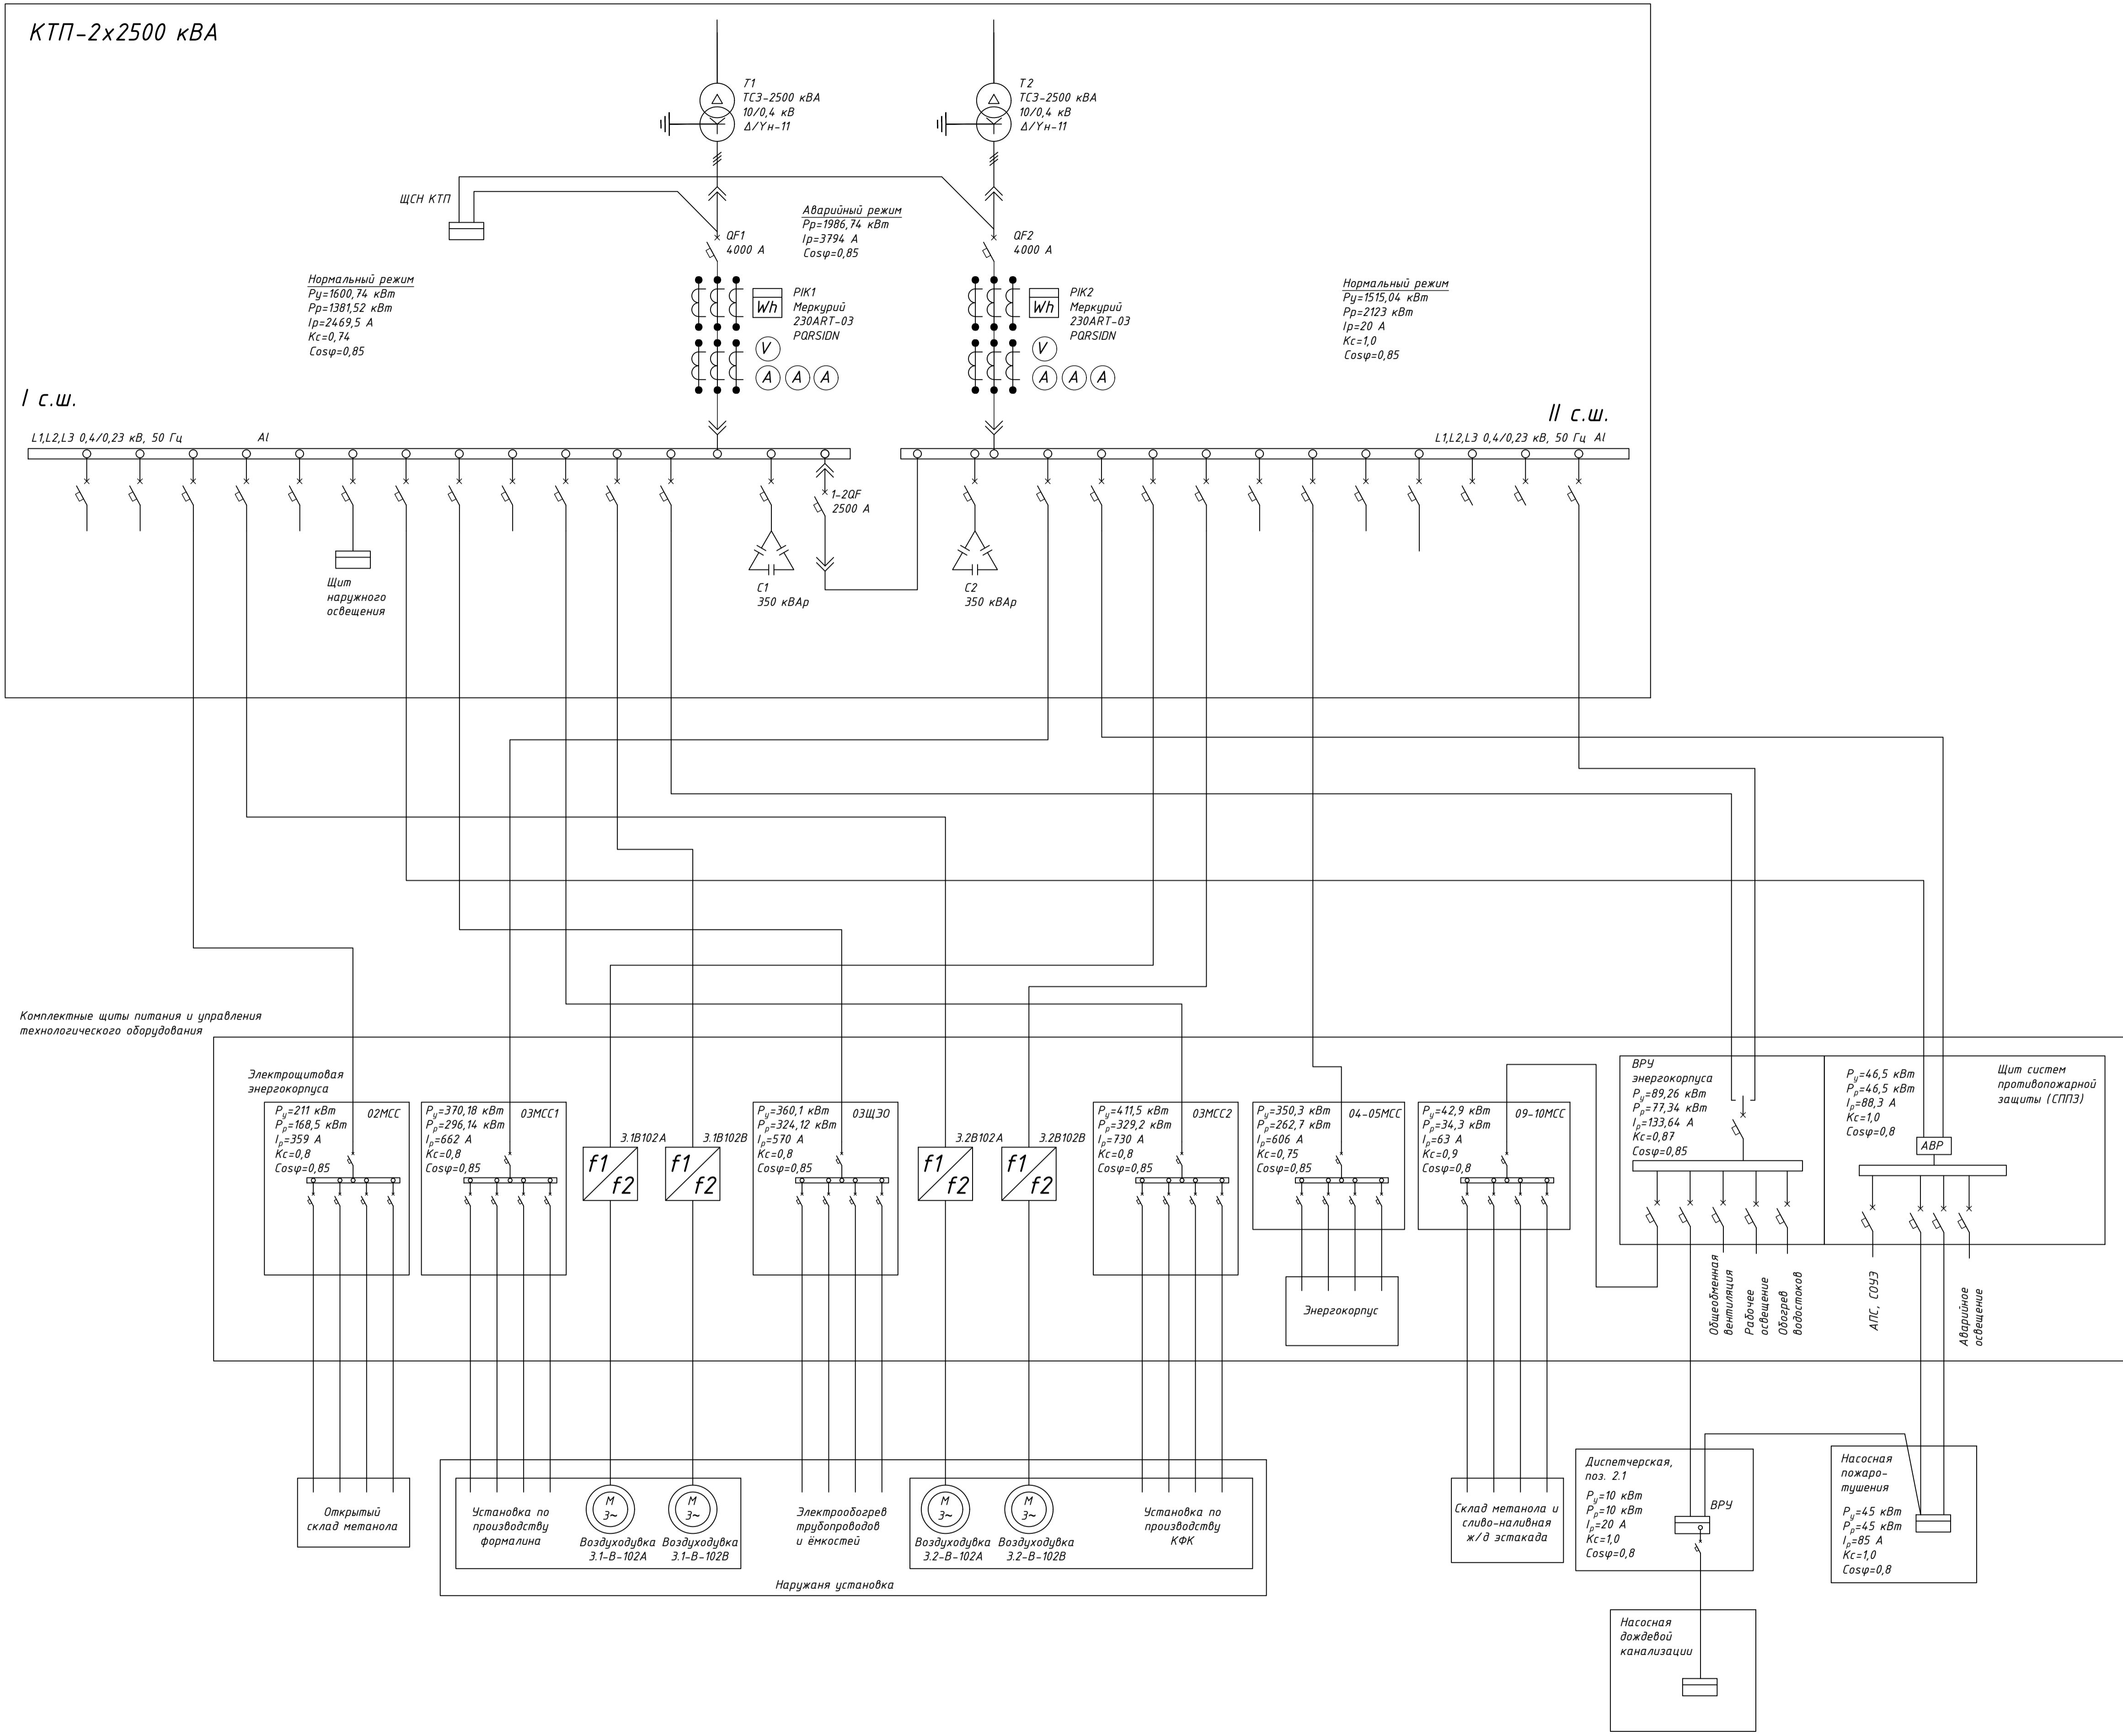 КТП-2х2500 кВА
Т1
ТСЗ-2500 кВА
10/0,4 кВ
Δ/Yн-11
Т2
ТСЗ-2500 кВА
10/0,4 кВ
Δ/Yн-11
ЩСН КТП
Аварийный режим
Рр=1986,74 кВт
Iр=3794 А
Cosφ=0,85
QF1
4000 А
QF2
4000 А
Нормальный режим
Ру=1600,74 кВт
Рр=1381,52 кВт
Iр=2469,5 А
Кс=0,74
Cosφ=0,85
Wh
PIK1
Меркурий
230ART-03
PQRSIDN
V
A A A
Wh
PIK2
Меркурий
230ART-03
PQRSIDN
V
A A A
Нормальный режим
Ру=1515,04 кВт
Рр=2123 кВт
Iр=20 А
Кс=1,0
Cosφ=0,85
I с.ш.
II с.ш.
L1,L2,L3 0,4/0,23 кВ, 50 Гц Al
L1,L2,L3 0,4/0,23 кВ, 50 Гц Al
1-2QF
2500 А
Щит
наружного
освещения
С1
350 кВАр
С2
350 кВАр
Комплектные щиты питания и управления
технологического оборудования
Электрощитовая
энергокорпуса
Ру=211 кВт
Рр=168,5 кВт
Iр=359 А
Кс=0,8
Cosφ=0,85
02МСС
Ру=370,18 кВт
Рр=296,14 кВт
Iр=662 А
Кс=0,8
Cosφ=0,85
03МСС1
3.1В102А
f1
f2
3.1В102В
f1
f2
Ру=360,1 кВт
Рр=324,12 кВт
Iр=570 А
Кс=0,8
Cosφ=0,85
03ЩЭО
3.2В102А
f1
f2
3.2В102В
f1
f2
Ру=411,5 кВт
Рр=329,2 кВт
Iр=730 А
Кс=0,8
Cosφ=0,85
03МСС2
Ру=350,3 кВт
Рр=262,7 кВт
Iр=606 А
Кс=0,75
Cosφ=0,85
04-05МСС
Ру=42,9 кВт
Рр=34,3 кВт
Iр=63 А
Кс=0,9
Cosφ=0,8
09-10МСС
ВРУ
энергокорпуса
Ру=89,26 кВт
Рр=77,34 кВт
Iр=133,64 А
Кс=0,87
Cosφ=0,85
Ру=46,5 кВт
Рр=46,5 кВт
Iр=88,3 А
Кс=1,0
Cosφ=0,8
Щит систем
противопожарной
защиты (СППЗ)
АВР
Энергокорпус
Общеобменная
вентиляция
Рабочее
освещение
Обогрев
водостоков
АПС, СОУЭ
Аварийное
освещение
Открытый
склад метанола
Установка по
производству
формалина
М
3~
Воздуходувка
3.1-В-102А
М
3~
Воздуходувка
3.1-В-102В
Электрообогрев
трубопроводов
и ёмкостей
М
3~
Воздуходувка
3.2-В-102А
М
3~
Воздуходувка
3.2-В-102В
Установка по
производству
КФК
Наружаня установка
Склад метанола и
сливо-наливная
ж/д эстакада
Диспетчерская,
поз. 2.1
Ру=10 кВт
Рр=10 кВт
Iр=20 А
Кс=1,0
Cosφ=0,8
ВРУ
Насосная
пожаро-
тушения
Ру=45 кВт
Рр=45 кВт
Iр=85 А
Кс=1,0
Cosφ=0,8
Насосная
дождевой
канализации